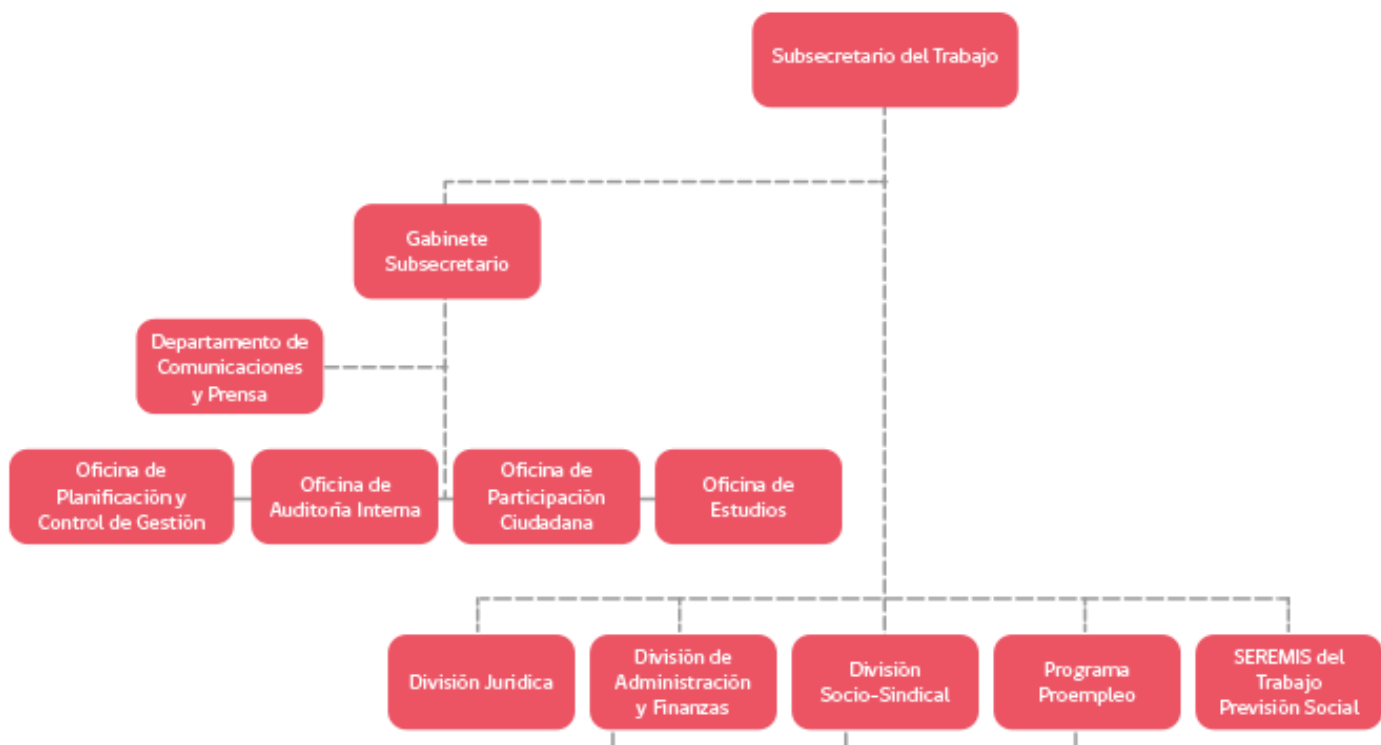 Subsecretario del Trabajo
Gabinete
Subsecretario
Departamento de
Comunicaciones
y Prensa
Oficina de
Planificación y
Control de Gestión
Oficina de
Auditoría Interna
Oficina de
Participación
Ciudadana
Oficina de
Estudios
División Jurídica
División de
Administración
y Finanzas
División
Socio-Sindical
Programa
Proempleo
SEREMIS del
Trabajo
Previsión Social